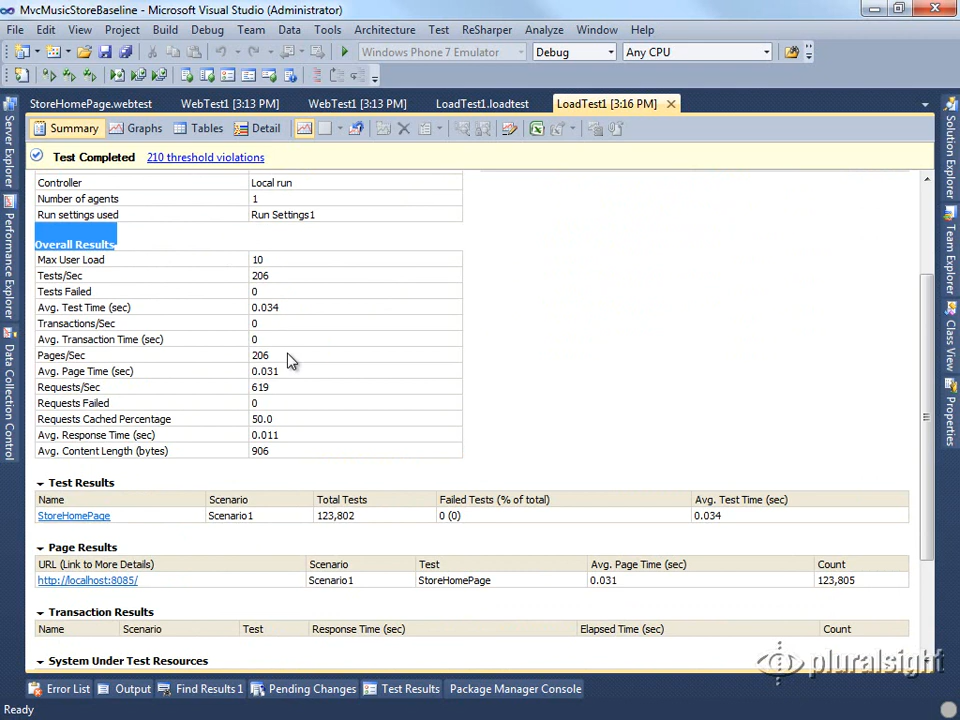 MvcMusicStoreBaseline - Microsoft Visual Studio (Administrator)
File Edit View Project Build Debug Team Data Tools Architecture Test ReSharper Analyze Window Help
Windows Phone 7 Emulator Debug Any CPU
StoreHomePage.webtest WebTest1 [3:13 PM] WebTest1 [3:13 PM] LoadTest1.loadtest LoadTest1 [3:16 PM]
Summary Graphs Tables Detail
Test Completed 210 threshold violations
Controller Local run
Number of agents 1
Run settings used Run Settings1
Overall Results
Max User Load 10
Tests/Sec 206
Tests Failed 0
Avg. Test Time (sec) 0.034
Transactions/Sec 0
Avg. Transaction Time (sec) 0
Pages/Sec 206
Avg. Page Time (sec) 0.031
Requests/Sec 619
Requests Failed 0
Requests Cached Percentage 50.0
Avg. Response Time (sec) 0.011
Avg. Content Length (bytes) 906
Test Results
Name Scenario Total Tests Failed Tests (% of total) Avg. Test Time (sec)
StoreHomePage Scenario1 123,802 0 (0) 0.034
Page Results
URL (Link to More Details) Scenario Test Avg. Page Time (sec) Count
http://localhost:8085/ Scenario1 StoreHomePage 0.031 123,805
Transaction Results
Name Scenario Test Response Time (sec) Elapsed Time (sec) Count
System Under Test Resources
Error List Output Find Results 1 Pending Changes Test Results Package Manager Console
Ready
Server Explorer
Performance Explorer
Data Collection Control
Solution Explorer
Team Explorer
Class View
Properties
pluralsight